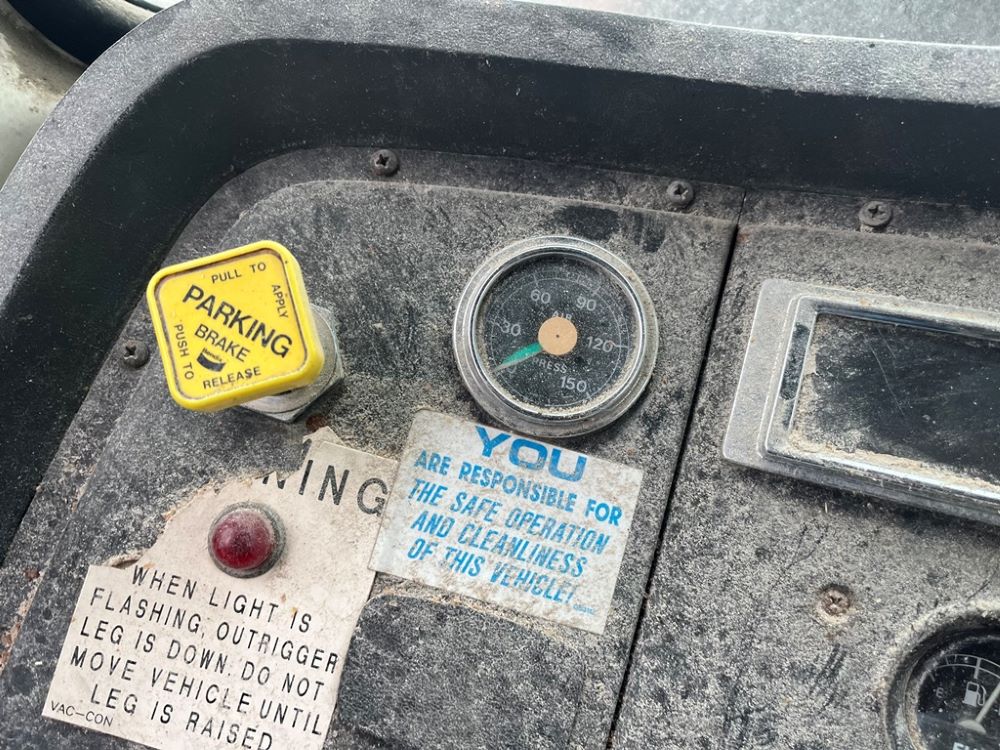 PULL TO APPLY
PARKING
BRAKE
Bendix
PUSH TO RELEASE
60
90
30
120
150
NING
YOU
ARE RESPONSIBLE FOR
THE SAFE OPERATION
AND CLEANLINESS
OF THIS VEHICLE!
WHEN LIGHT IS
FLASHING, OUTRIGGER
LEG IS DOWN. DO NOT
MOVE VEHICLE UNTIL
LEG IS RAISED
VAC-CON